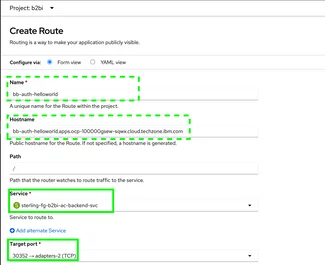 Project: b2bi
Create Route
Routing is a way to make your application publicly visible.
Configure via: Form view YAML view
Name *
bb-auth-helloworld
A unique name for the Route within the project.
Hostname
bb-auth-helloworld.apps.ocp-100000gsew-sqwx.cloud.techzone.ibm.com
Public hostname for the Route. If not specified, a hostname is generated.
Path
/
Path that the router watches to route traffic to the service.
Service *
S sterling-fg-b2bi-ac-backend-svc
Service to route to.
Add alternate Service
Target port *
30352 → adapters-2 (TCP)